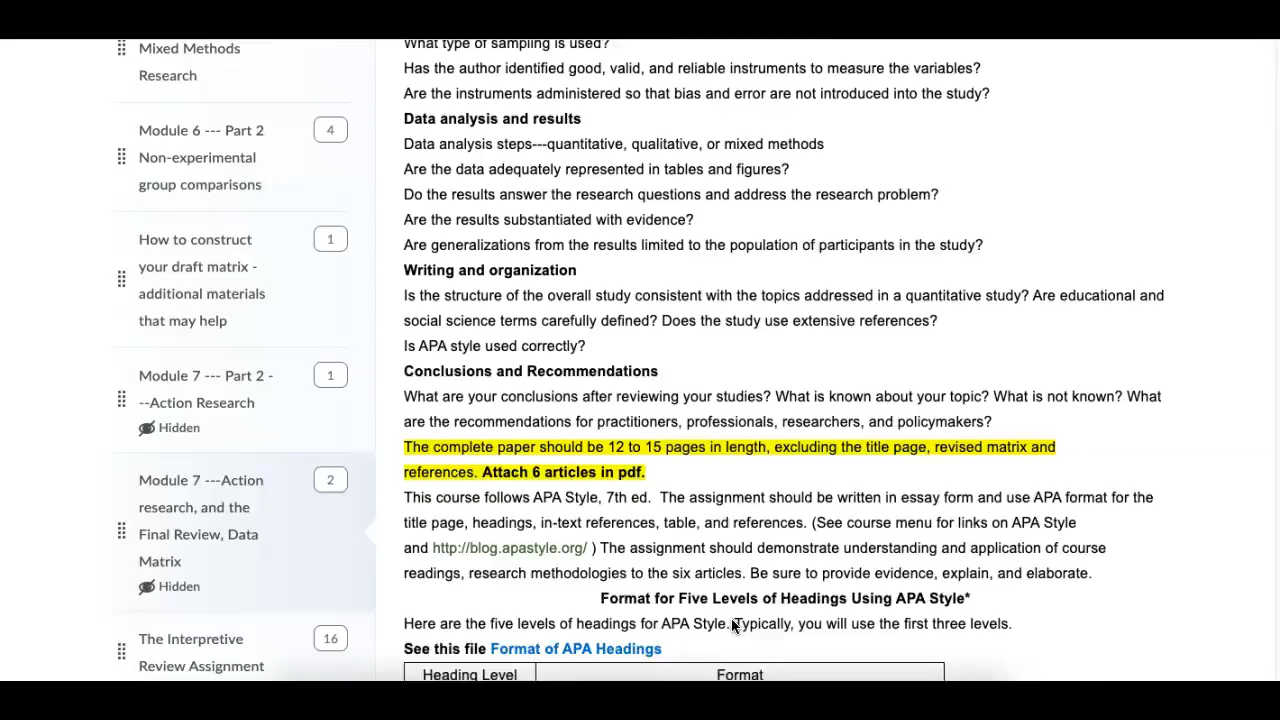 Mixed Methods
Research
Module 6 --- Part 2
Non-experimental
group comparisons
4
How to construct
your draft matrix -
additional materials
that may help
1
Module 7 --- Part 2 -
--Action Research
Hidden
1
Module 7 ---Action
research, and the
Final Review, Data
Matrix
Hidden
2
The Interpretive
Review Assignment
16
What type of sampling is used?
Has the author identified good, valid, and reliable instruments to measure the variables?
Are the instruments administered so that bias and error are not introduced into the study?
Data analysis and results
Data analysis steps---quantitative, qualitative, or mixed methods
Are the data adequately represented in tables and figures?
Do the results answer the research questions and address the research problem?
Are the results substantiated with evidence?
Are generalizations from the results limited to the population of participants in the study?
Writing and organization
Is the structure of the overall study consistent with the topics addressed in a quantitative study? Are educational and
social science terms carefully defined? Does the study use extensive references?
Is APA style used correctly?
Conclusions and Recommendations
What are your conclusions after reviewing your studies? What is known about your topic? What is not known? What
are the recommendations for practitioners, professionals, researchers, and policymakers?
The complete paper should be 12 to 15 pages in length, excluding the title page, revised matrix and
references. Attach 6 articles in pdf.
This course follows APA Style, 7th ed.  The assignment should be written in essay form and use APA format for the
title page, headings, in-text references, table, and references. (See course menu for links on APA Style
and http://blog.apastyle.org/ ) The assignment should demonstrate understanding and application of course
readings, research methodologies to the six articles. Be sure to provide evidence, explain, and elaborate.
Format for Five Levels of Headings Using APA Style*
Here are the five levels of headings for APA Style. Typically, you will use the first three levels.
See this file Format of APA Headings
Heading Level Format